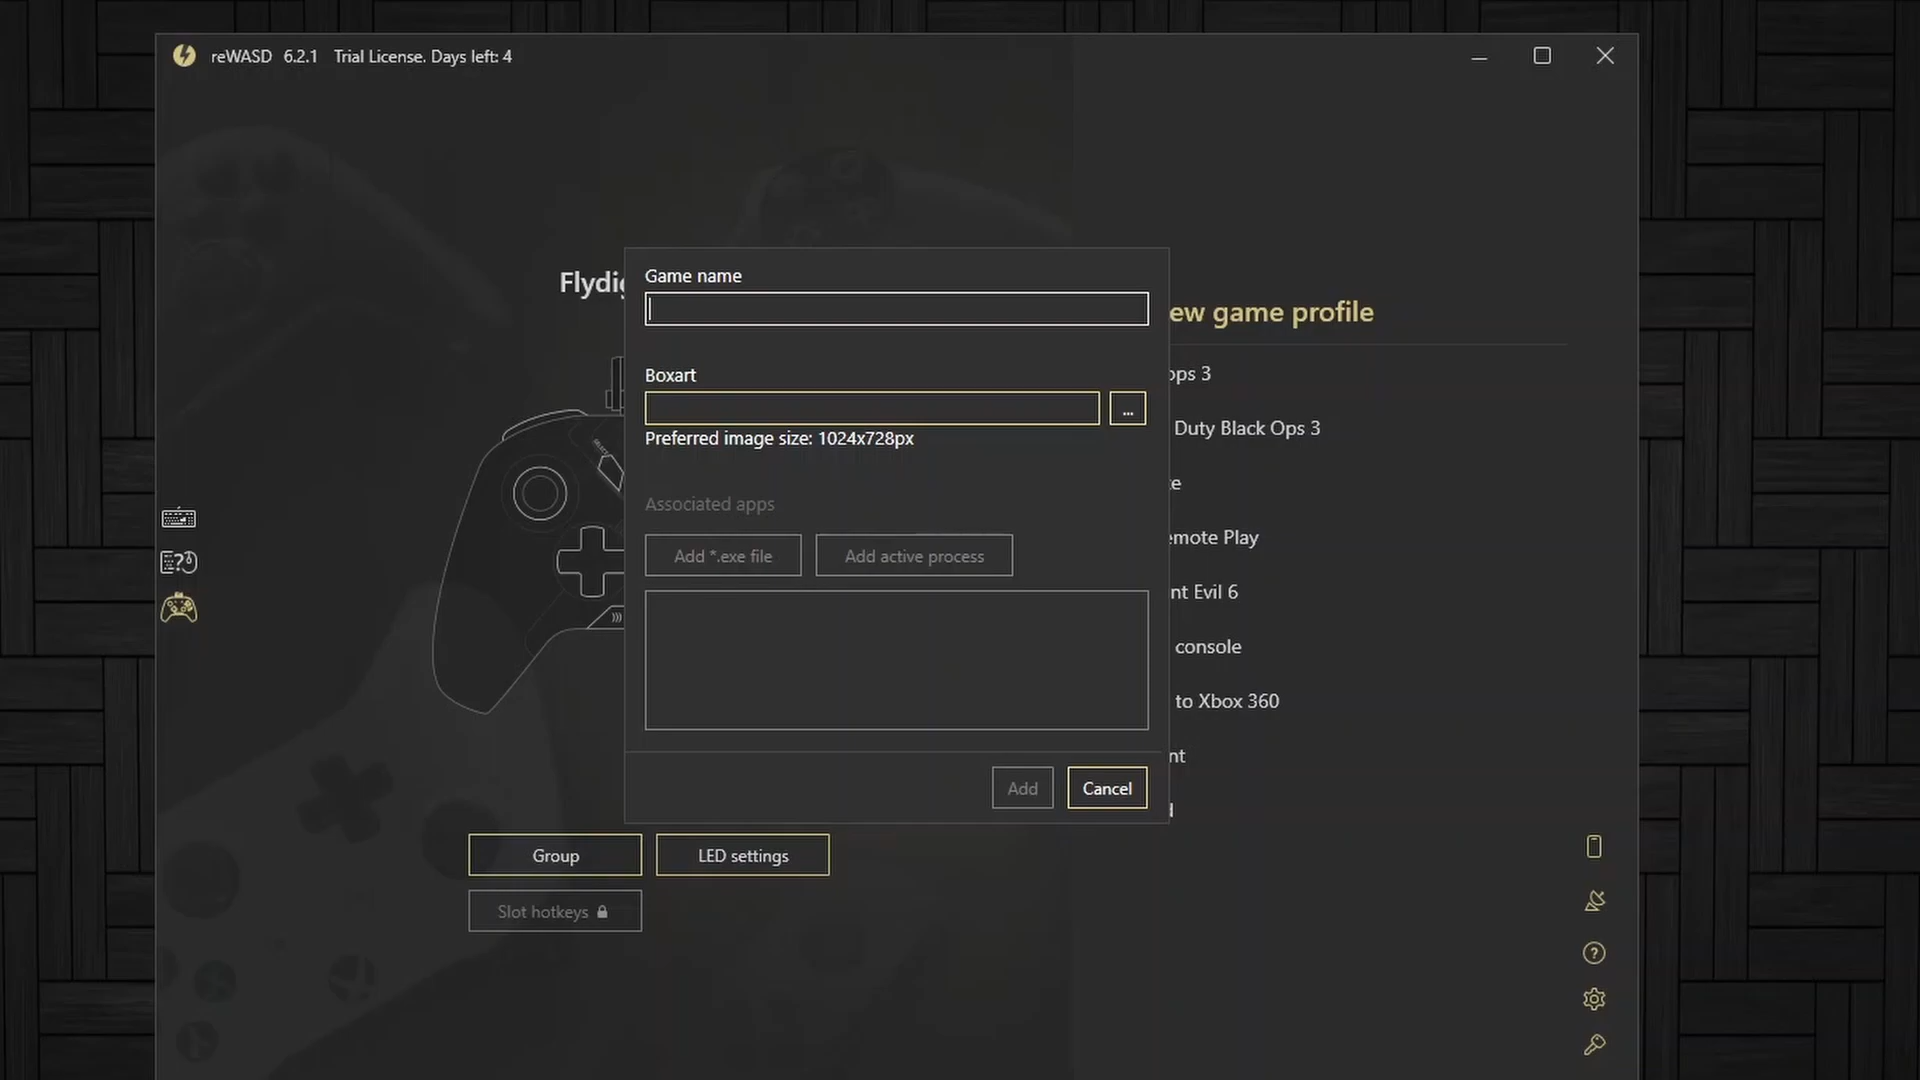 reWASD 6.2.1 Trial License. Days left: 4
Game name
Flydig
ew game profile
Boxart
...
Preferred image size: 1024x728px
Associated apps
Add *.exe file
Add active process
Add
Cancel
ops 3
Duty Black Ops 3
te
emote Play
nt Evil 6
console
to Xbox 360
nt
d
Group
LED settings
Slot hotkeys